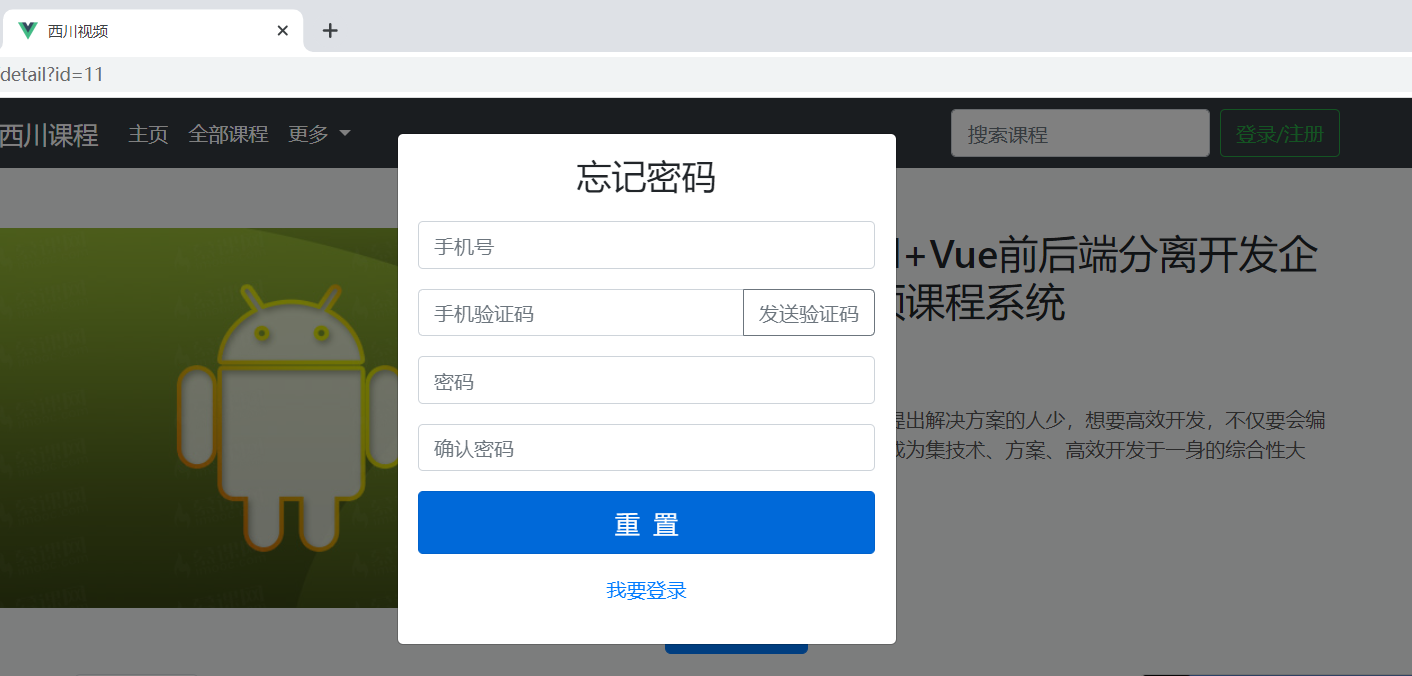 西川视频
detail?id=11
西川课程 主页 全部课程 更多 搜索课程 登录/注册
忘记密码
手机号
+Vue前后端分离开发企
课程系统
手机验证码 发送验证码
密码
提出解决方案的人少，想要高效开发，不仅要会编
成为集技术、方案、高效开发于一身的综合性大
确认密码
重 置
我要登录